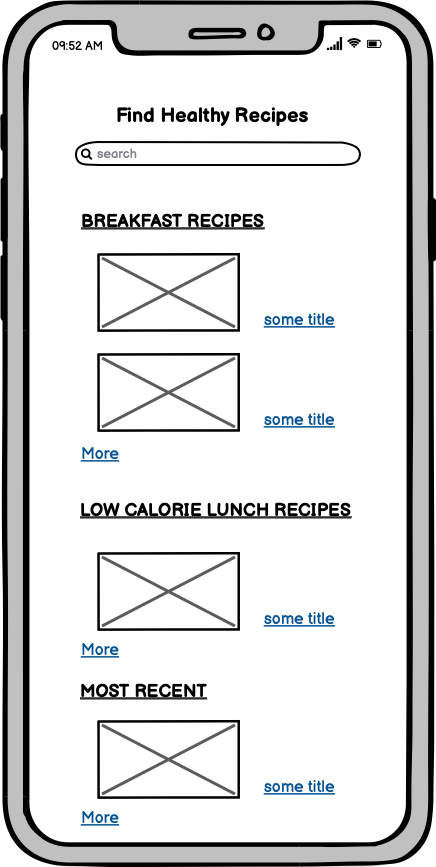 09:52 AM
Find Healthy Recipes
search
BREAKFAST RECIPES
some title
some title
More
LOW CALORIE LUNCH RECIPES
some title
More
MOST RECENT
some title
More